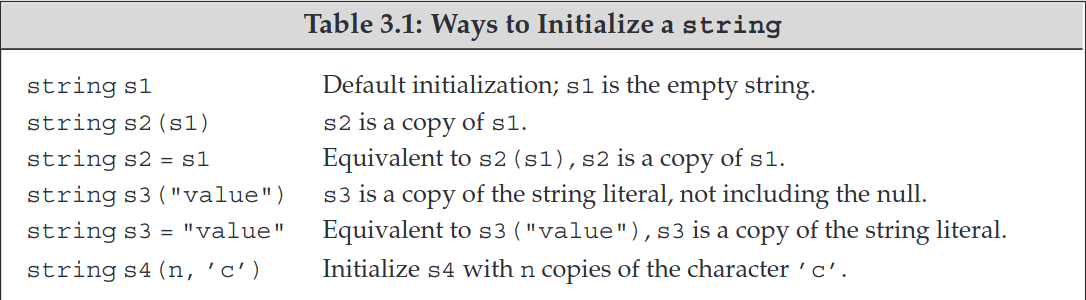 Table 3.1: Ways to Initialize a string
string s1 Default initialization; s1 is the empty string.
string s2(s1) s2 is a copy of s1.
string s2 = s1 Equivalent to s2(s1), s2 is a copy of s1.
string s3("value") s3 is a copy of the string literal, not including the null.
string s3 = "value" Equivalent to s3("value"), s3 is a copy of the string literal.
string s4(n, ’c’) Initialize s4 with n copies of the character ’c’.